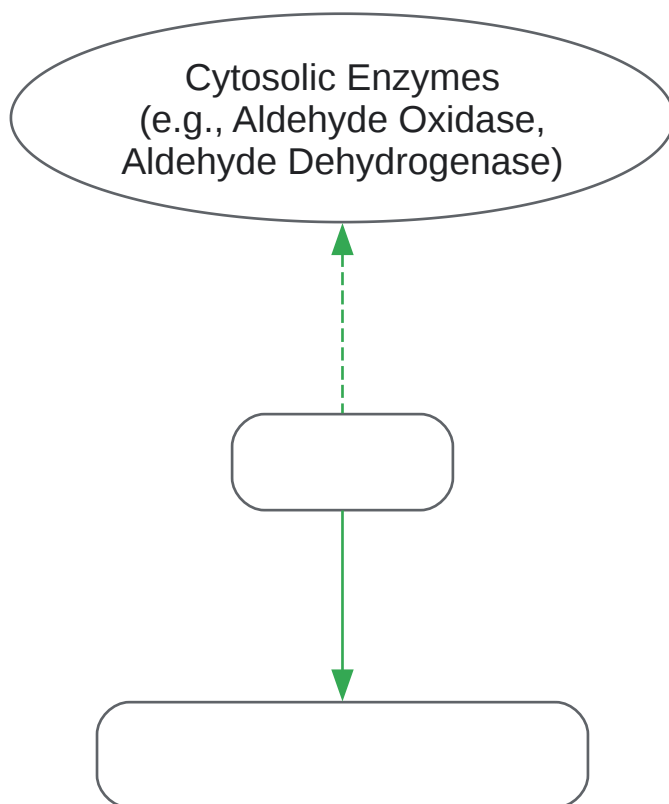 Cytosolic Enzymes
(e.g., Aldehyde Oxidase,
Aldehyde Dehydrogenase)